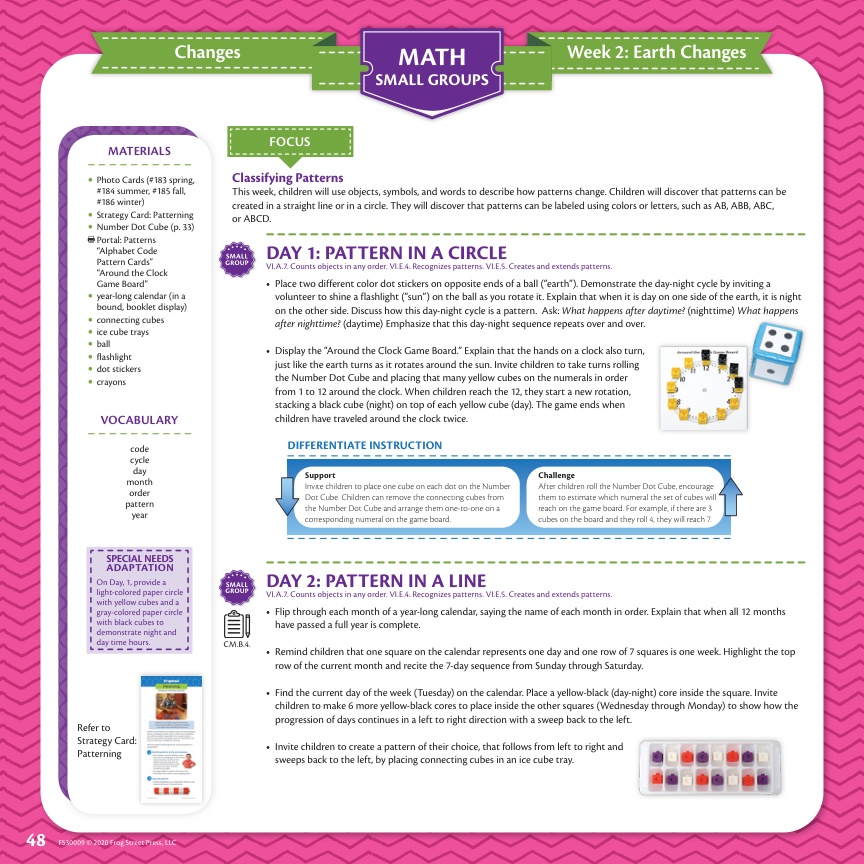 Changes
MATH
SMALL GROUPS
Week 2: Earth Changes
MATERIALS
• Photo Cards (#183 spring,
#184 summer, #185 fall,
#186 winter)
• Strategy Card: Patterning
• Number Dot Cube (p. 33)
Portal: Patterns
"Alphabet Code
Pattern Cards"
"Around the Clock
Game Board"
• year-long calendar (in a
bound, booklet display)
• connecting cubes
• ice cube trays
• ball
• flashlight
• dot stickers
• crayons
VOCABULARY
code
cycle
day
month
order
pattern
year
SPECIAL NEEDS
ADAPTATION
On Day, 1, provide a
light-colored paper circle
with yellow cubes and a
gray-colored paper circle
with black cubes to
demonstrate night and
day time hours.
Refer to
Strategy Card:
Patterning
FOCUS
Classifying Patterns
This week, children will use objects, symbols, and words to describe how patterns change. Children will discover that patterns can be
created in a straight line or in a circle. They will discover that patterns can be labeled using colors or letters, such as AB, ABB, ABC,
or ABCD.
SMALL
GROUP
DAY 1: PATTERN IN A CIRCLE
VI.A.7. Counts objects in any order. VI.E.4. Recognizes patterns. VI.E.5. Creates and extends patterns.
• Place two different color dot stickers on opposite ends of a ball ("earth"). Demonstrate the day-night cycle by inviting a
volunteer to shine a flashlight ("sun") on the ball as you rotate it. Explain that when it is day on one side of the earth, it is night
on the other side. Discuss how this day-night cycle is a pattern. Ask: What happens after daytime? (nighttime) What happens
after nighttime? (daytime) Emphasize that this day-night sequence repeats over and over.
• Display the "Around the Clock Game Board." Explain that the hands on a clock also turn,
just like the earth turns as it rotates around the sun. Invite children to take turns rolling
the Number Dot Cube and placing that many yellow cubes on the numerals in order
from 1 to 12 around the clock. When children reach the 12, they start a new rotation,
stacking a black cube (night) on top of each yellow cube (day). The game ends when
children have traveled around the clock twice.
DIFFERENTIATE INSTRUCTION
Support
Invite children to place one cube on each dot on the Number
Dot Cube. Children can remove the connecting cubes from
the Number Dot Cube and arrange them one-to-one on a
corresponding numeral on the game board.
Challenge
After children roll the Number Dot Cube, encourage
them to estimate which numeral the set of cubes will
reach on the game board. For example, if there are 3
cubes on the board and they roll 4, they will reach 7.
SMALL
GROUP
C.M.B.4.
DAY 2: PATTERN IN A LINE
VI.A.7. Counts objects in any order. VI.E.4. Recognizes patterns. VI.E.5. Creates and extends patterns.
• Flip through each month of a year-long calendar, saying the name of each month in order. Explain that when all 12 months
have passed a full year is complete.
• Remind children that one square on the calendar represents one day and one row of 7 squares is one week. Highlight the top
row of the current month and recite the 7-day sequence from Sunday through Saturday.
• Find the current day of the week (Tuesday) on the calendar. Place a yellow-black (day-night) core inside the square. Invite
children to make 6 more yellow-black cores to place inside the other squares (Wednesday through Monday) to show how the
progression of days continues in a left to right direction with a sweep back to the left.
• Invite children to create a pattern of their choice, that follows from left to right and
sweeps back to the left, by placing connecting cubes in an ice cube tray.
48 FS30009 © 2020 Frog Street Press, LLC